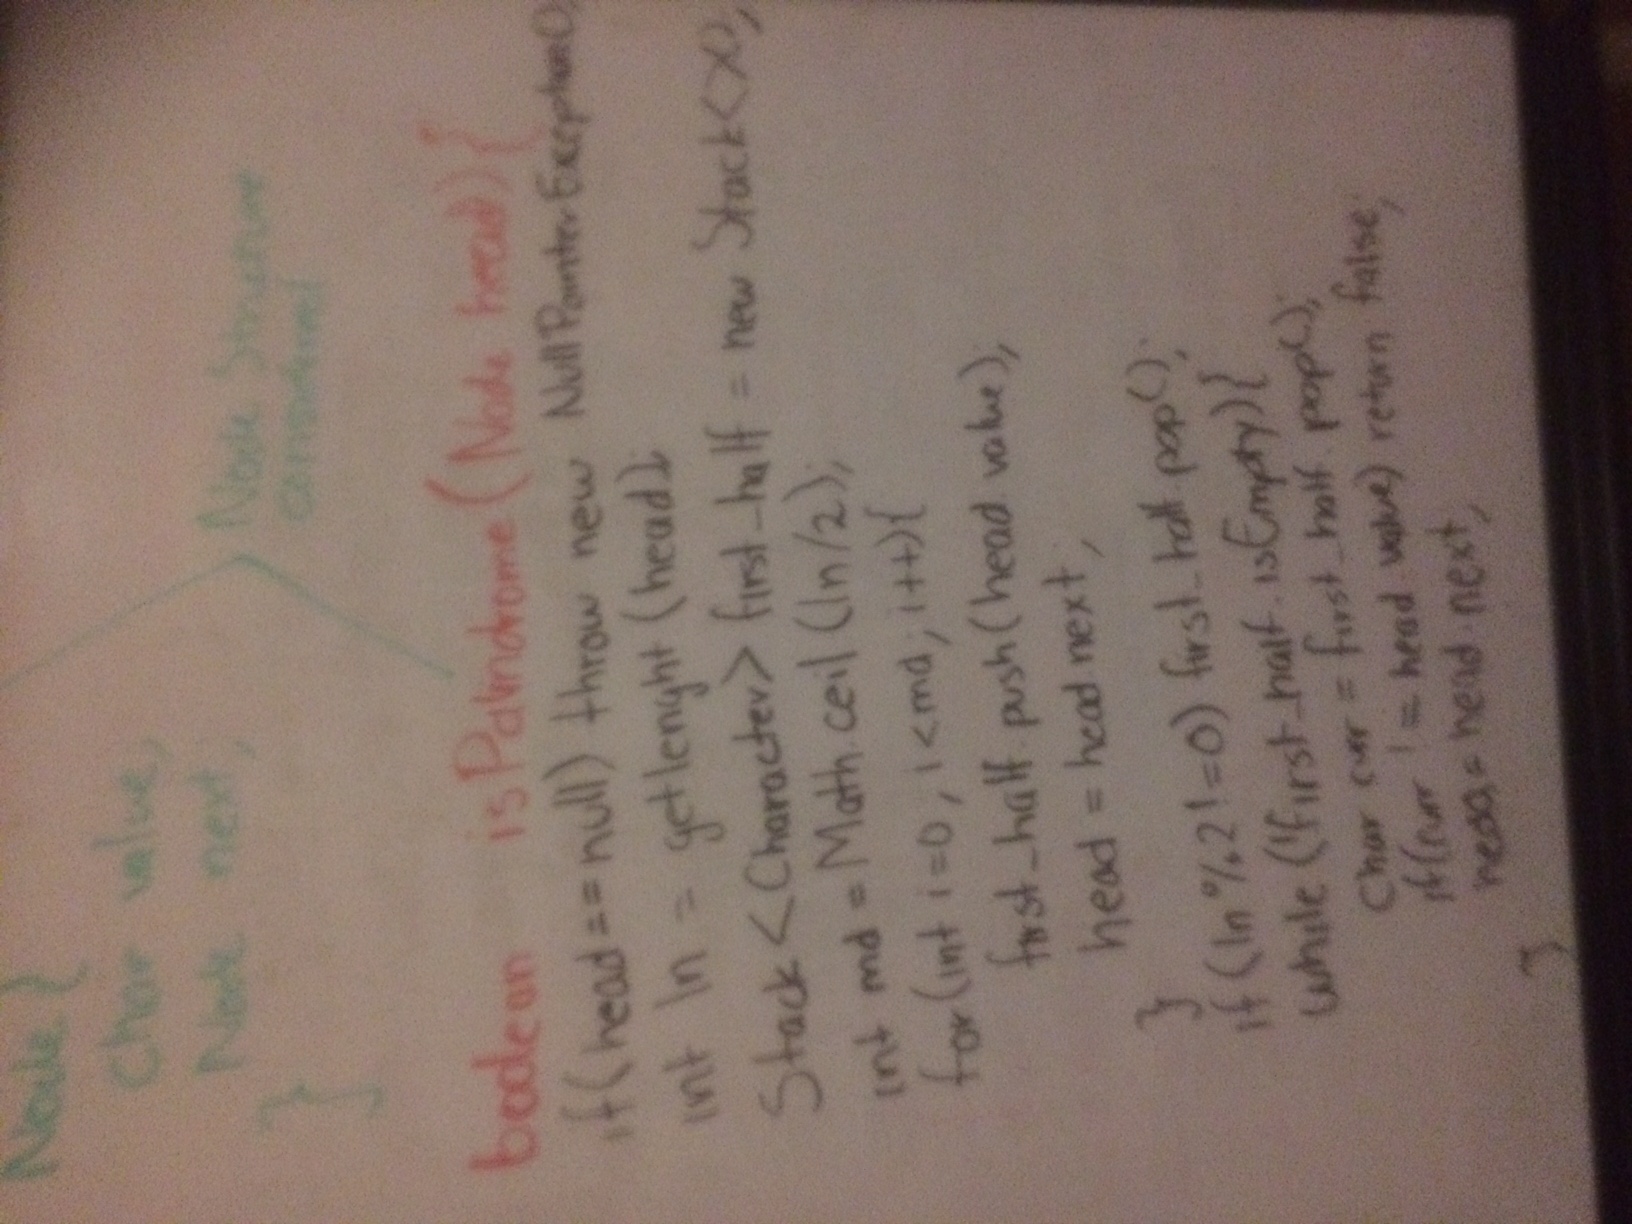 Node {
char value;
Node next;
}
Node Structure
considered
boolean isPalindrome (Node head) {
if (head == null) throw new NullPointerException();
int ln = getlenght (head);
Stack <Character> first_half = new Stack<>();
int md = Math.ceil (ln/2);
for (int i=0; i<md; i++){
first_half.push (head.value);
head = head.next;
}
if (ln % 2 != 0) first_half.pop();
while (!first_half.isEmpty){
Char curr = first_half.pop();
if (curr != head.value) return false;
head = head.next;
}